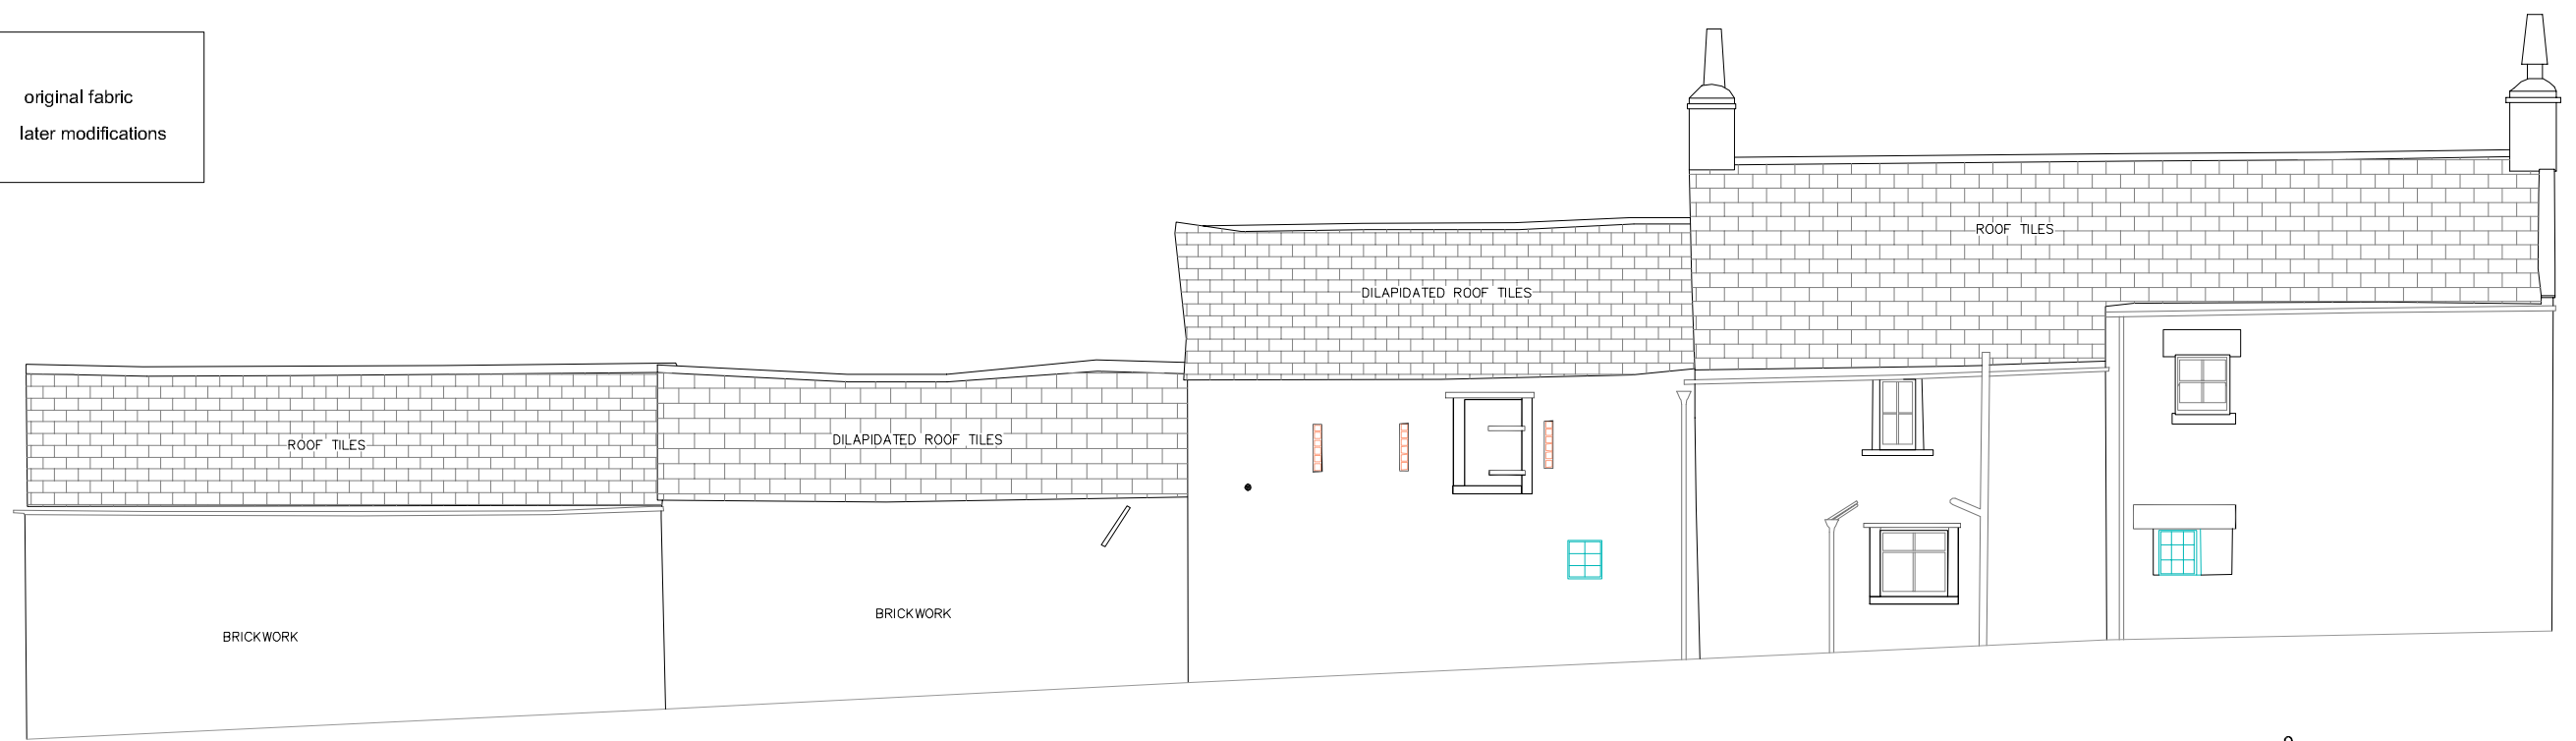 original fabric
later modifications
ROOF TILES
DILAPIDATED ROOF TILES
ROOF TILES
DILAPIDATED ROOF TILES
BRICKWORK
BRICKWORK